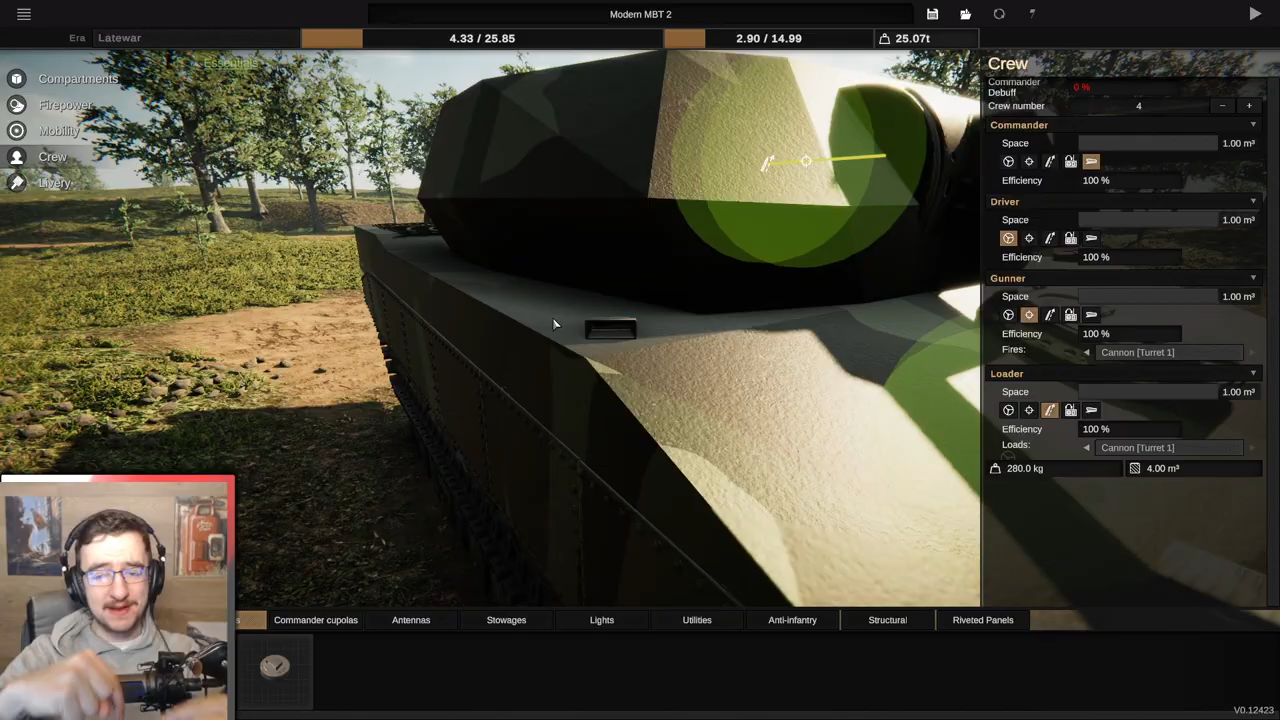 Modern MBT 2
Era Latewar 4.33 / 25.85 2.90 / 14.99 25.07t
Essentials
Compartments
Firepower
Mobility
Crew
Livery
Crew
Commander Debuff 0 %
Crew number 4 − +
Commander
Space 1.00 m³
Efficiency 100 %
Driver
Space 1.00 m³
Efficiency 100 %
Gunner
Space 1.00 m³
Efficiency 100 %
Fires: Cannon [Turret 1]
Loader
Space 1.00 m³
Efficiency 100 %
Loads: Cannon [Turret 1]
280.0 kg 4.00 m³
s Commander cupolas Antennas Stowages Lights Utilities Anti-infantry Structural Riveted Panels
V0.12423